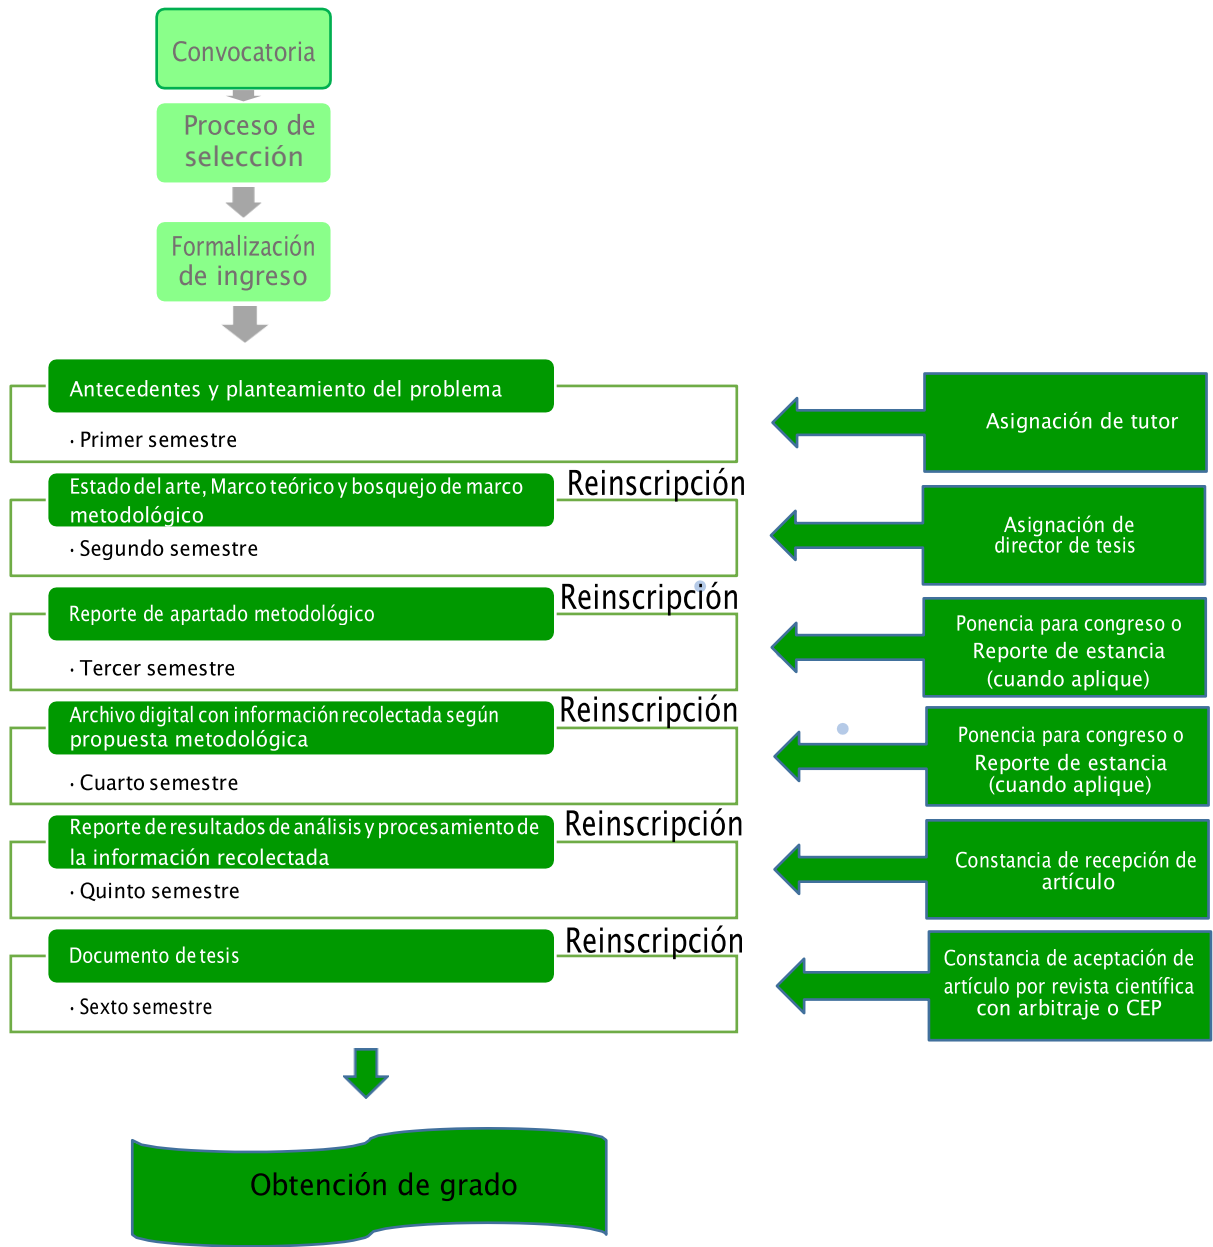 Convocatoria
Proceso de
selección
Formalización
de ingreso
Antecedentes y planteamiento del problema
· Primer semestre
Asignación de tutor
Reinscripción
Estado del arte, Marco teórico y bosquejo de marco
metodológico
· Segundo semestre
Asignación de
director de tesis
Reinscripción
Reporte de apartado metodológico
· Tercer semestre
Ponencia para congreso o
Reporte de estancia
(cuando aplique)
Reinscripción
Archivo digital con información recolectada según
propuesta metodológica
· Cuarto semestre
Ponencia para congreso o
Reporte de estancia
(cuando aplique)
Reinscripción
Reporte de resultados de análisis y procesamiento de
la información recolectada
· Quinto semestre
Constancia de recepción de
artículo
Reinscripción
Documento de tesis
· Sexto semestre
Constancia de aceptación de
artículo por revista científica
con arbitraje o CEP
Obtención de grado